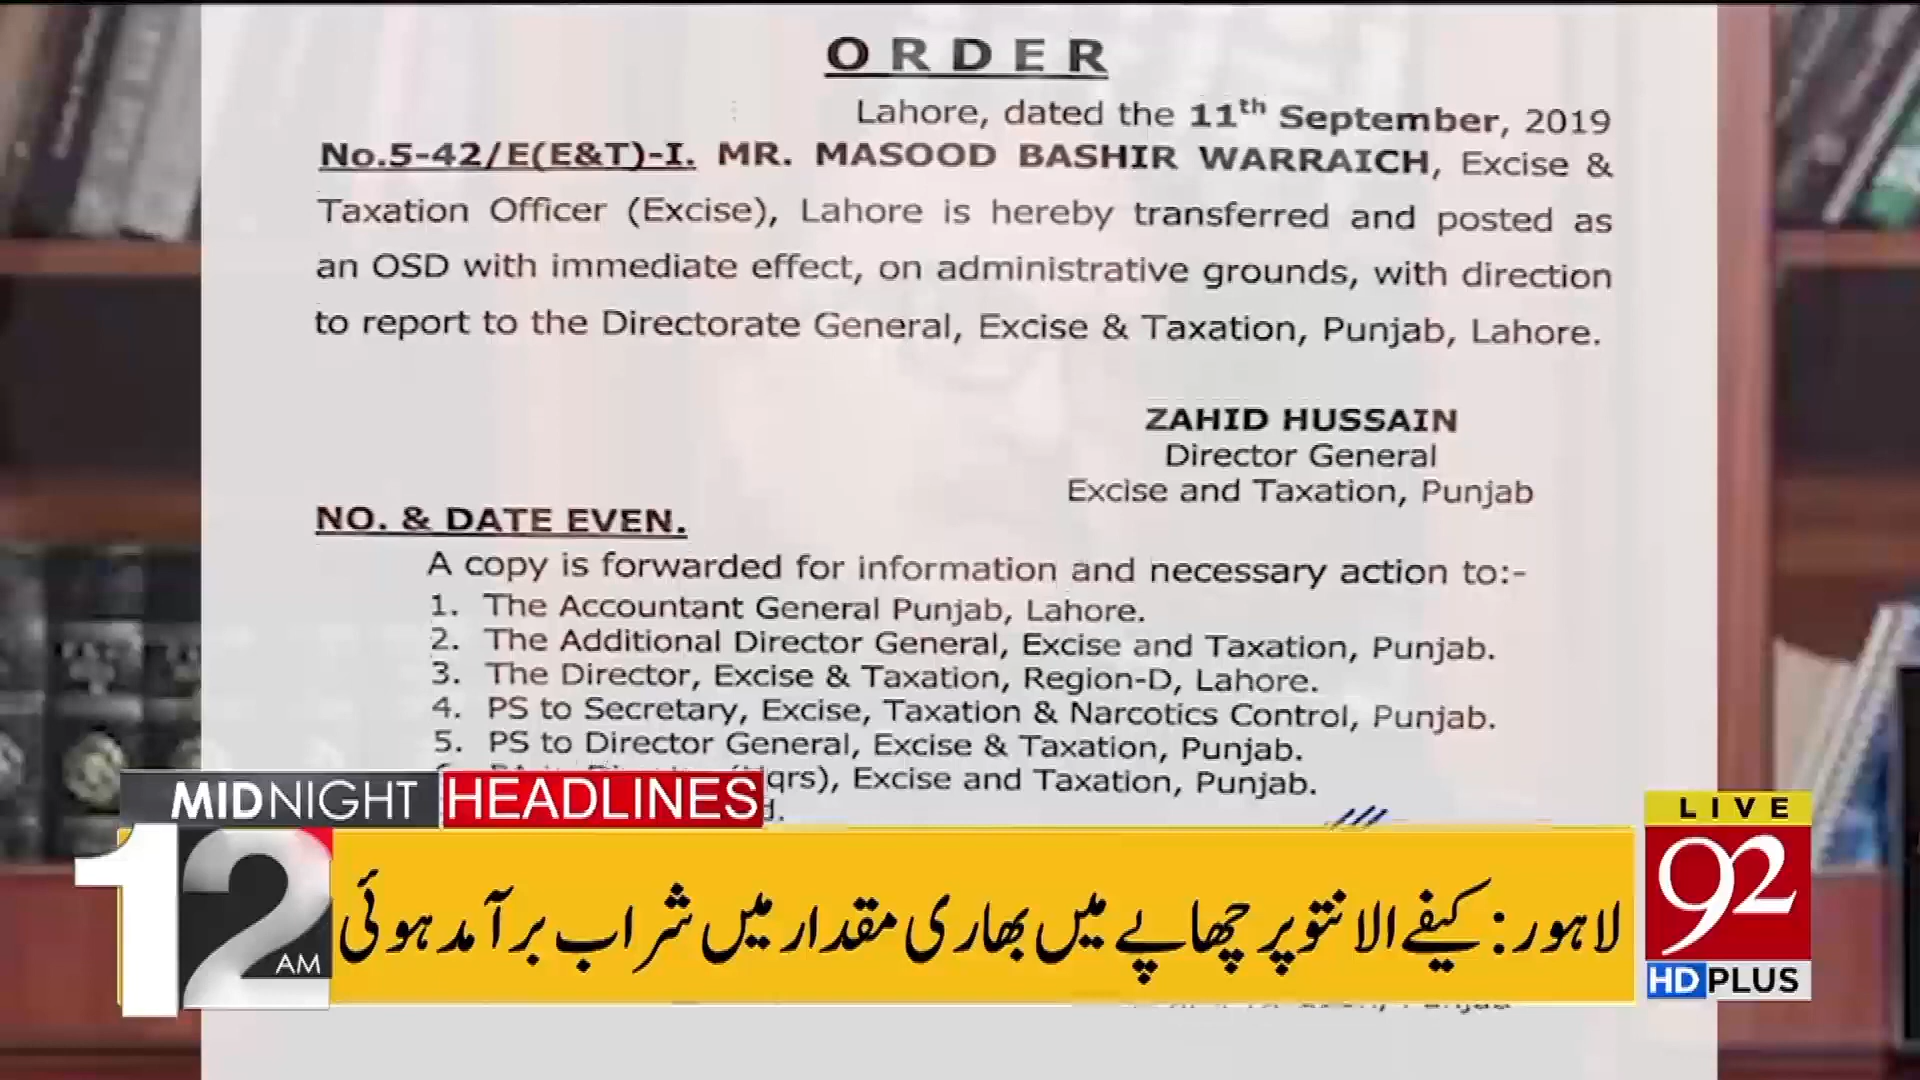 ORDER
Lahore, dated the 11th September, 2019
No.5-42/E(E&T)-I. MR. MASOOD BASHIR WARRAICH, Excise &
Taxation Officer (Excise), Lahore is hereby transferred and posted as
an OSD with immediate effect, on administrative grounds, with direction
to report to the Directorate General, Excise & Taxation, Punjab, Lahore.
ZAHID HUSSAIN
Director General
Excise and Taxation, Punjab
NO. & DATE EVEN.
A copy is forwarded for information and necessary action to:-
1. The Accountant General Punjab, Lahore.
2. The Additional Director General, Excise and Taxation, Punjab.
3. The Director, Excise & Taxation, Region-D, Lahore.
4. PS to Secretary, Excise, Taxation & Narcotics Control, Punjab.
5. PS to Director General, Excise & Taxation, Punjab.
Excise and Taxation, Punjab.
MIDNIGHT HEADLINES
12 AM
لاہور: کیفے الانتو پر چھاپے میں بھاری مقدار میں شراب برآمد ہوئی
LIVE
92
HD PLUS